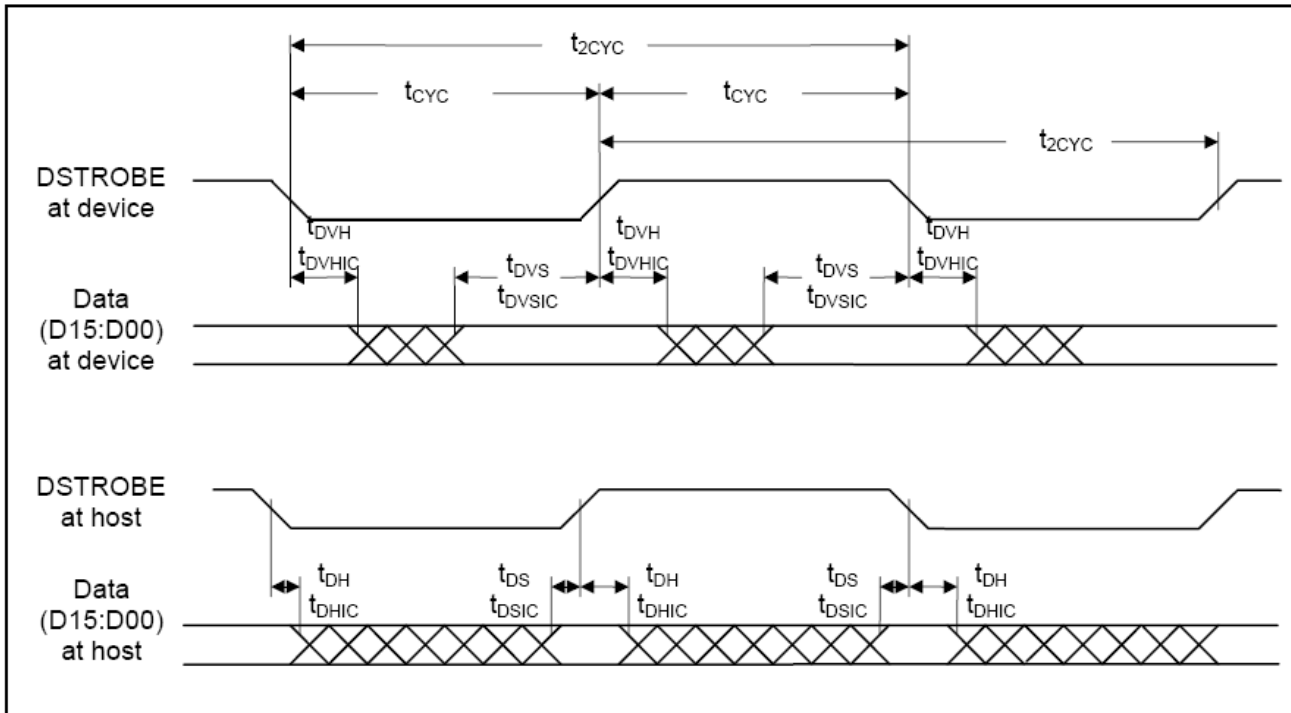 t2CYC
tCYC tCYC
t2CYC
DSTROBE
at device
tDVH tDVH tDVH
tDVHIC tDVS tDVHIC tDVS tDVHIC
tDVSIC tDVSIC
Data
(D15:D00)
at device
DSTROBE
at host
tDH tDS tDH tDS tDH
tDHIC tDSIC tDHIC tDSIC tDHIC
Data
(D15:D00)
at host